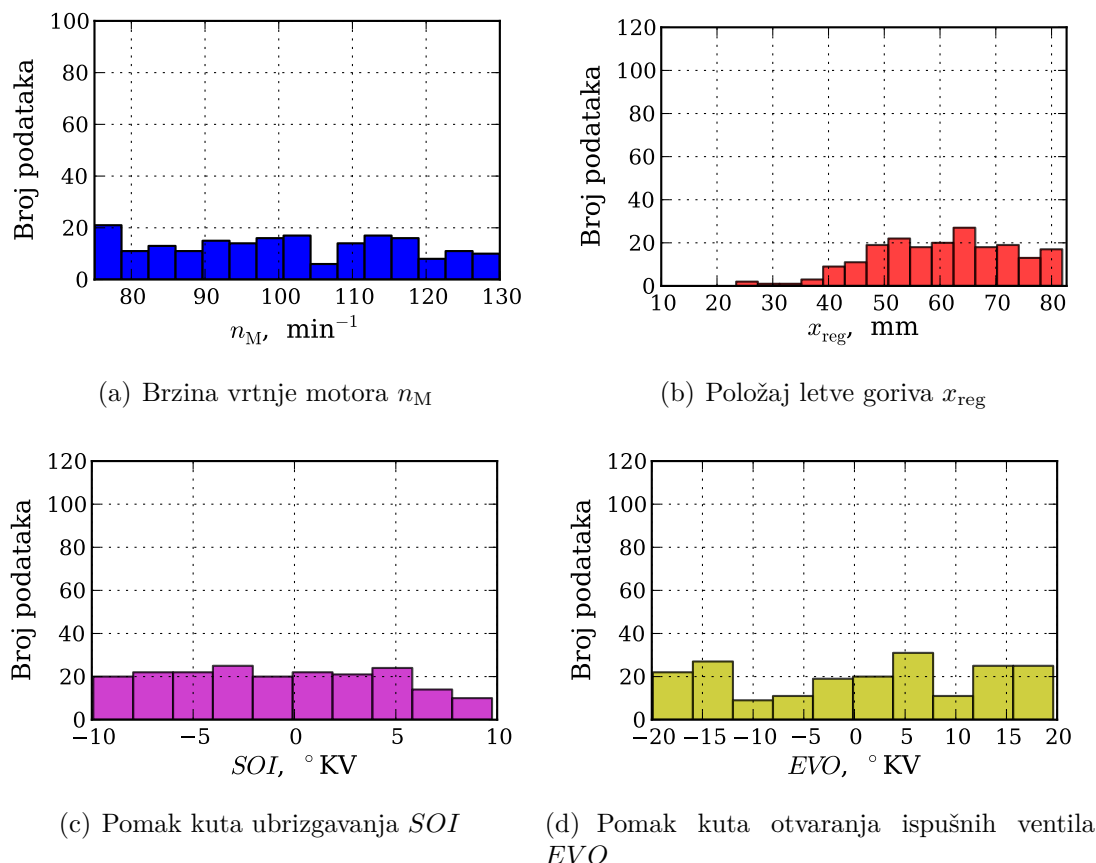 100
80
60
40
20
0
Broj podataka
80 90 100 110 120 130
n_M, min⁻¹
(a) Brzina vrtnje motora n_M
120
100
80
60
40
20
0
Broj podataka
10 20 30 40 50 60 70 80
x_reg, mm
(b) Položaj letve goriva x_reg
120
100
80
60
40
20
0
Broj podataka
−10 −5 0 5 10
SOI, °KV
(c) Pomak kuta ubrizgavanja SOI
120
100
80
60
40
20
0
Broj podataka
−20 −15 −10 −5 0 5 10 15 20
EVO, °KV
(d) Pomak kuta otvaranja ispušnih ventila
EVO